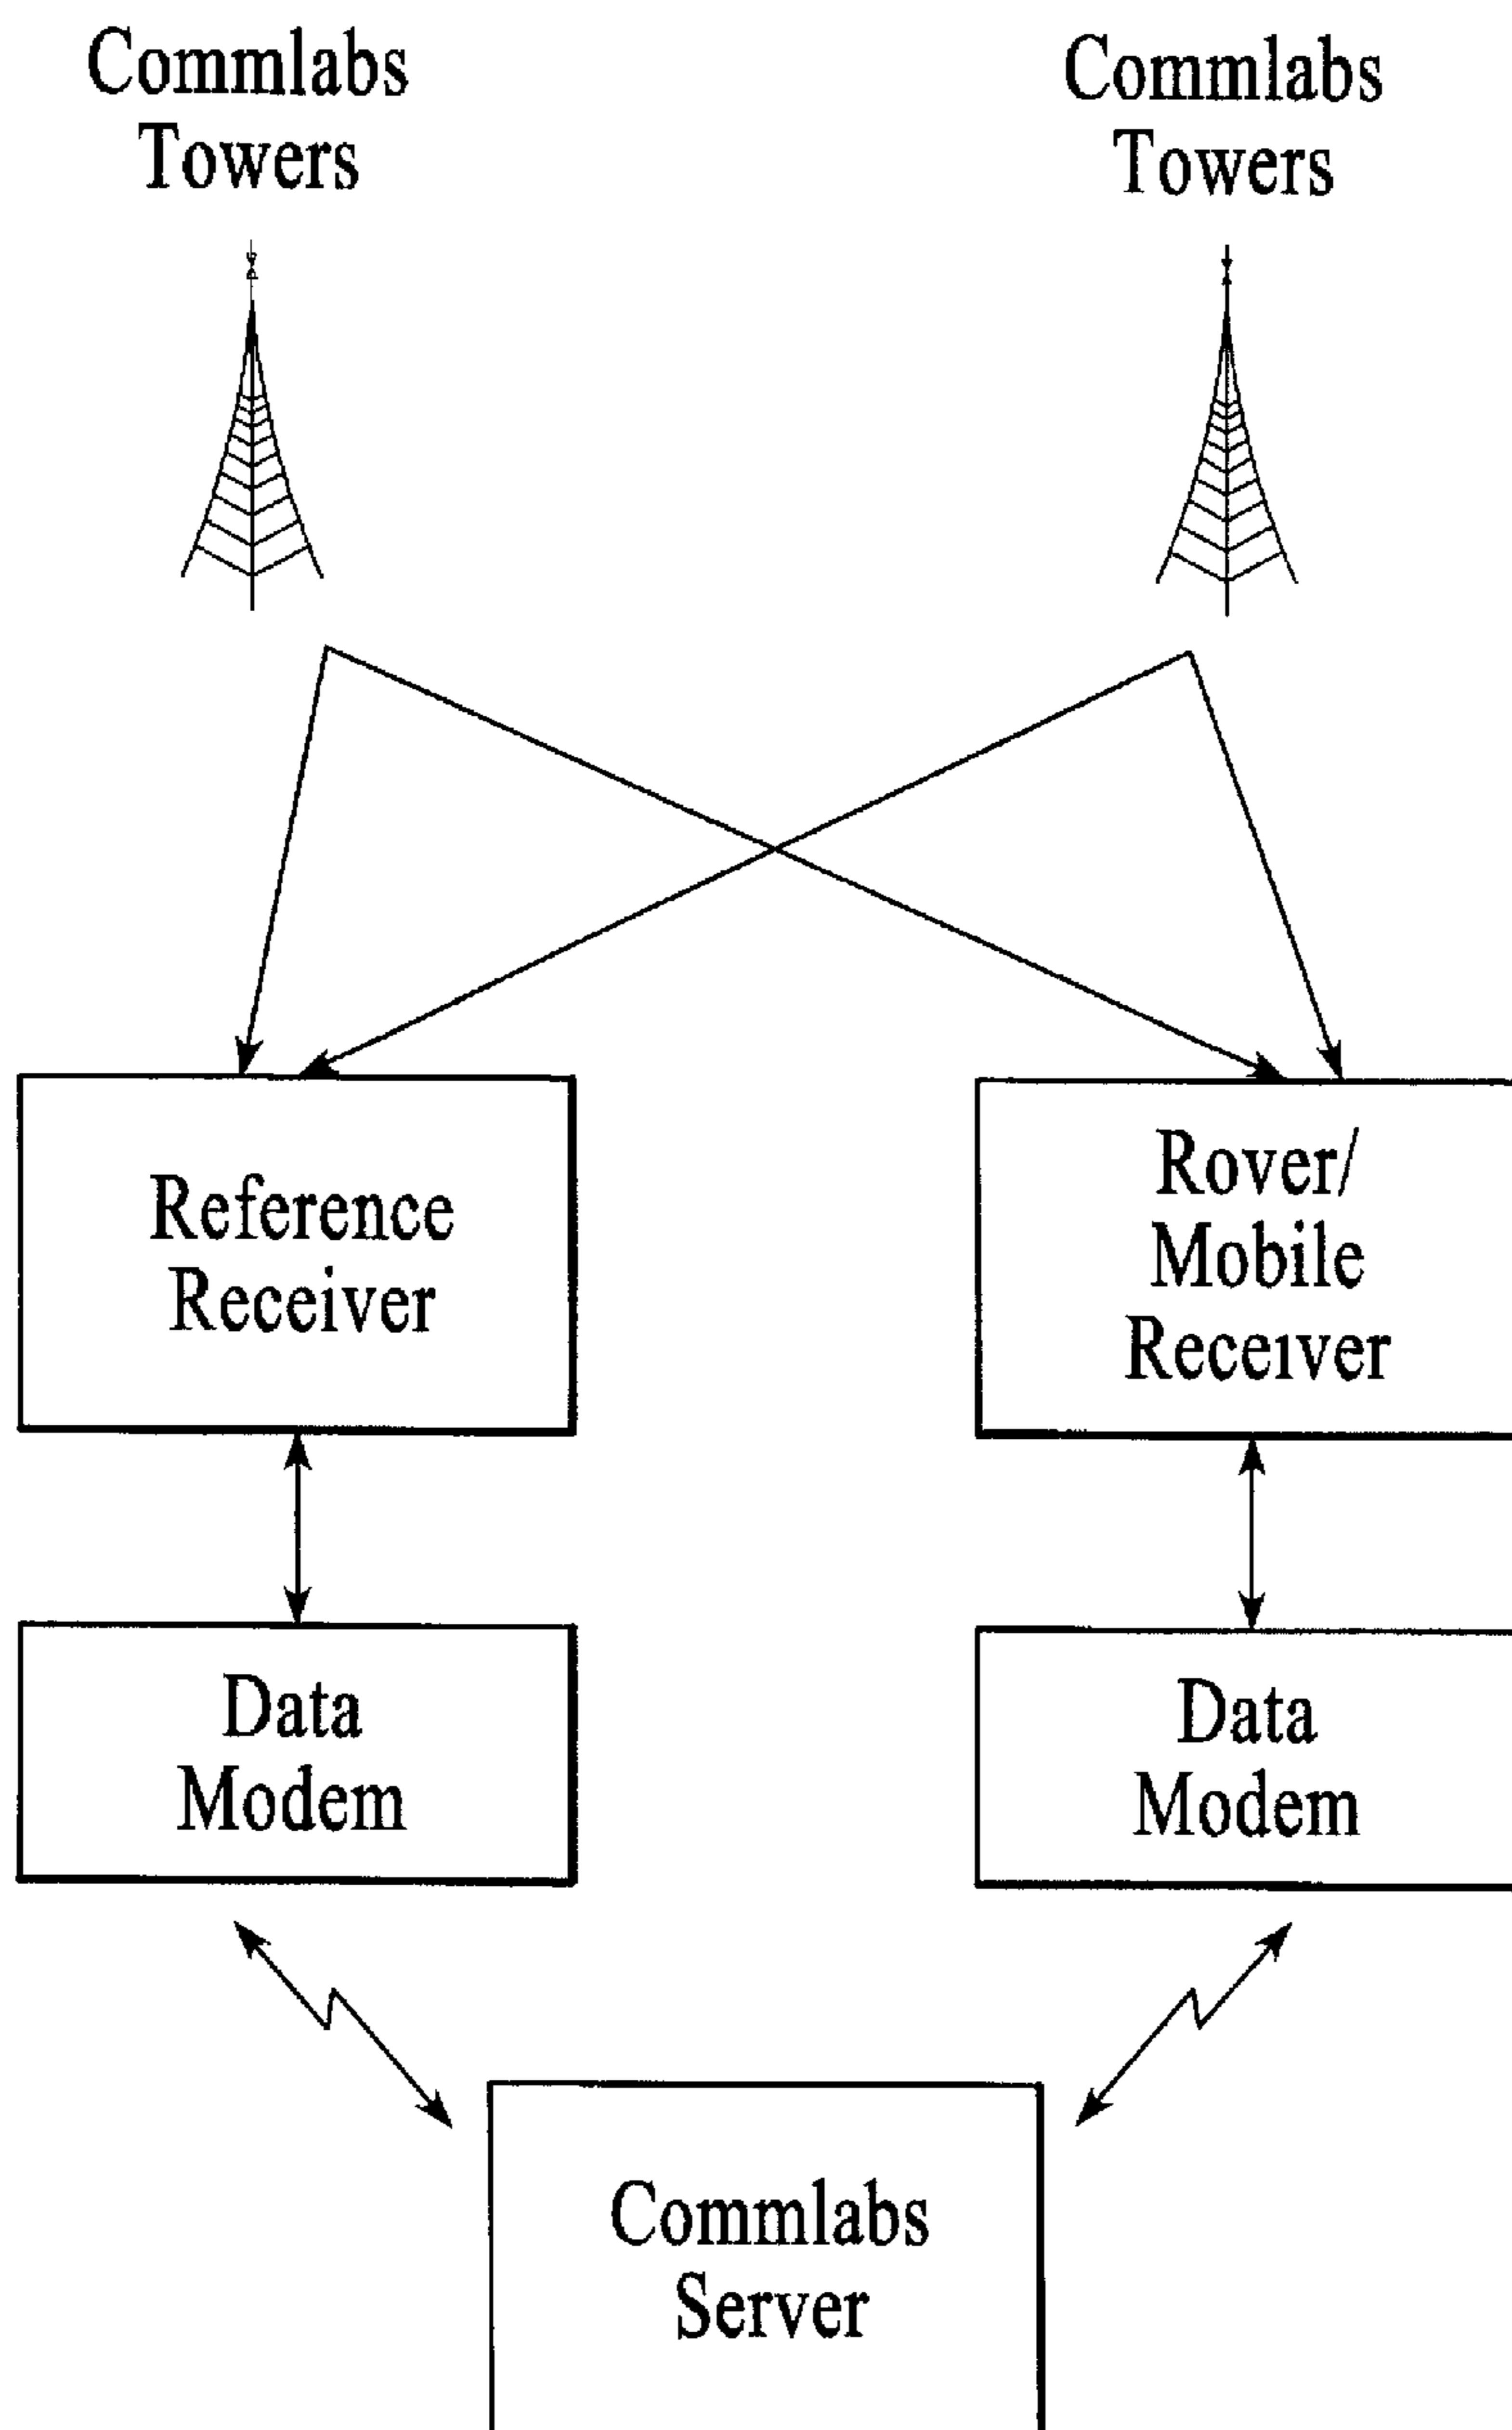 Commlabs
Towers
Commlabs
Towers
Reference
Receiver
Rover/
Mobile
Receiver
Data
Modem
Data
Modem
Commlabs
Server